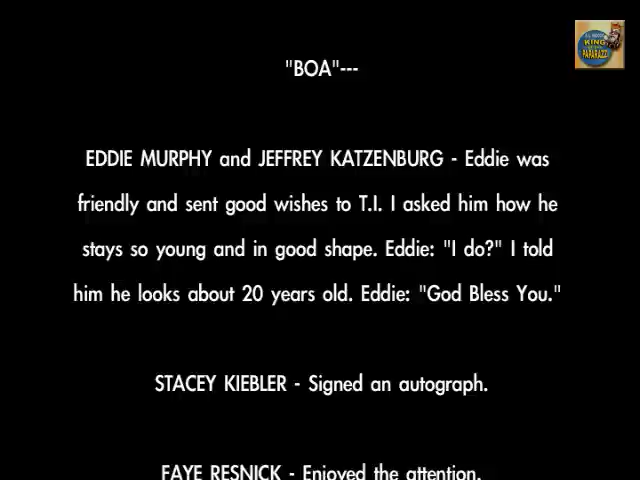 "BOA"---
EDDIE MURPHY and JEFFREY KATZENBURG - Eddie was
friendly and sent good wishes to T.I. I asked him how he
stays so young and in good shape. Eddie: "I do?" I told
him he looks about 20 years old. Eddie: "God Bless You."
STACEY KIEBLER - Signed an autograph.
FAYE RESNICK - Enjoyed the attention.
KING
PAPARAZZI